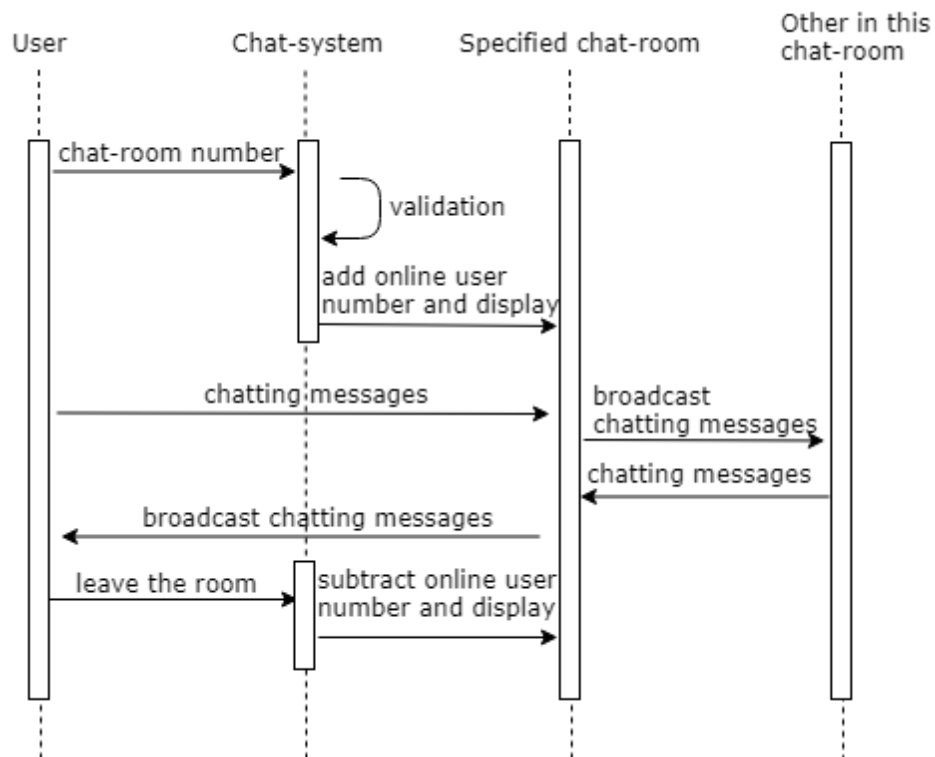 User
Chat-system
Specified chat-room
Other in this
chat-room
chat-room number
validation
add online user
number and display
chatting messages
broadcast
chatting messages
chatting messages
broadcast chatting messages
leave the room
subtract online user
number and display